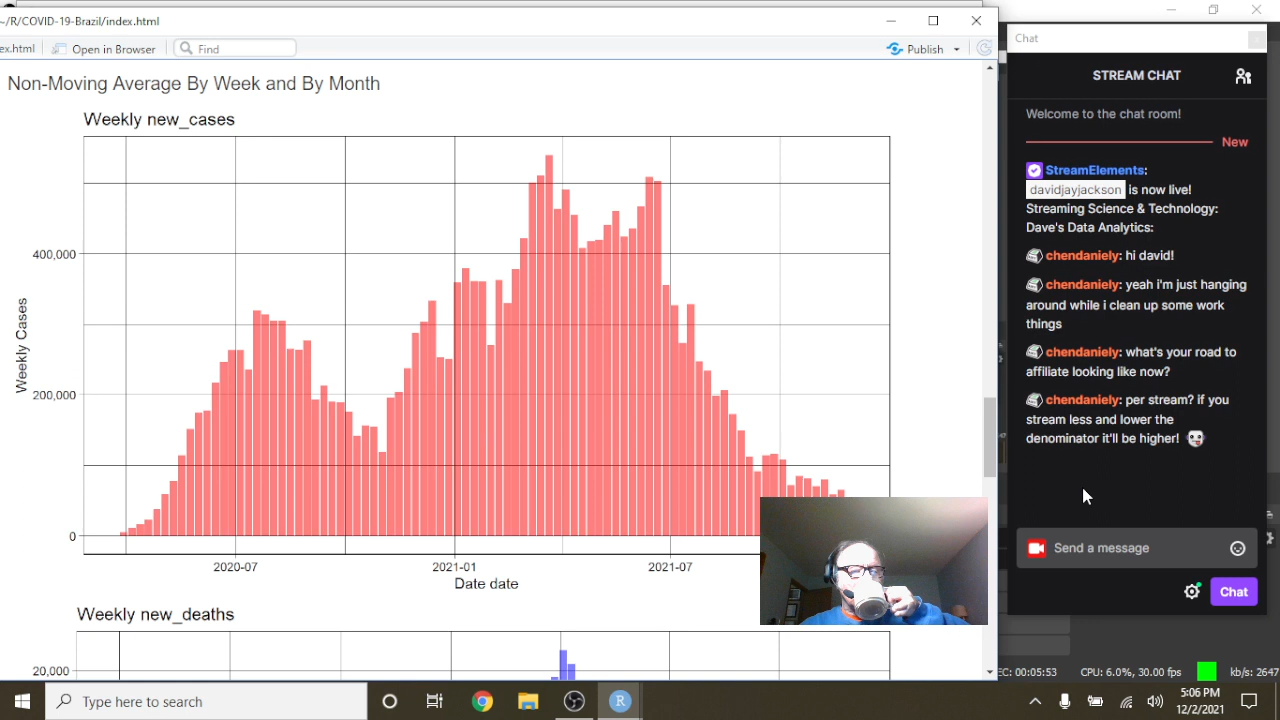 ~/R/COVID-19-Brazil/index.html
ex.html
Open in Browser
Find
Publish
Non-Moving Average By Week and By Month
Weekly new_cases
400,000
200,000
0
Weekly Cases
2020-07
2021-01
2021-07
Date date
Weekly new_deaths
20,000
Chat
STREAM CHAT
Welcome to the chat room!
New
StreamElements:
davidjayjackson is now live!
Streaming Science & Technology:
Dave's Data Analytics:
chendaniely: hi david!
chendaniely: yeah i'm just hanging
around while i clean up some work
things
chendaniely: what's your road to
affiliate looking like now?
chendaniely: per stream? if you
stream less and lower the
denominator it'll be higher!
Send a message
Chat
EC: 00:05:53
CPU: 6.0%, 30.00 fps
kb/s: 2647
Type here to search
R
5:06 PM
12/2/2021